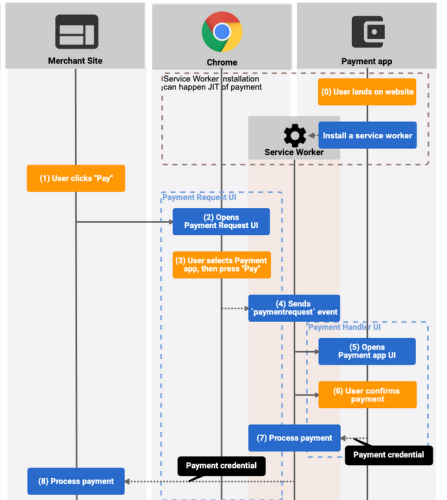 Merchant Site
Chrome
Payment app
Service Worker installation
can happen JIT of payment
(0) User lands on website
Install a service worker
Service Worker
(1) User clicks "Pay"
Payment Request UI
(2) Opens
Payment Request UI
(3) User selects Payment
app, then press "Pay"
(4) Sends
`paymentrequest` event
Payment Handler UI
(5) Opens
Payment app UI
(6) User confirms
payment
(7) Process payment
Payment credential
Payment credential
(8) Process payment